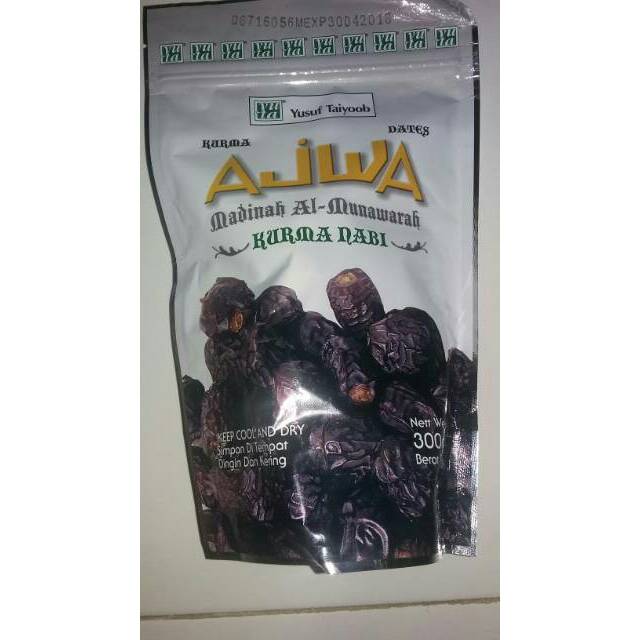 06716056MEXP30042018
Yusuf Taiyoob
KURMA DATES
AJWA
Madinah Al-Munawarah
KURMA NABI
KEEP COOL AND DRY
Simpan Di Tempat
Dingin Dan Kering
Nett
300